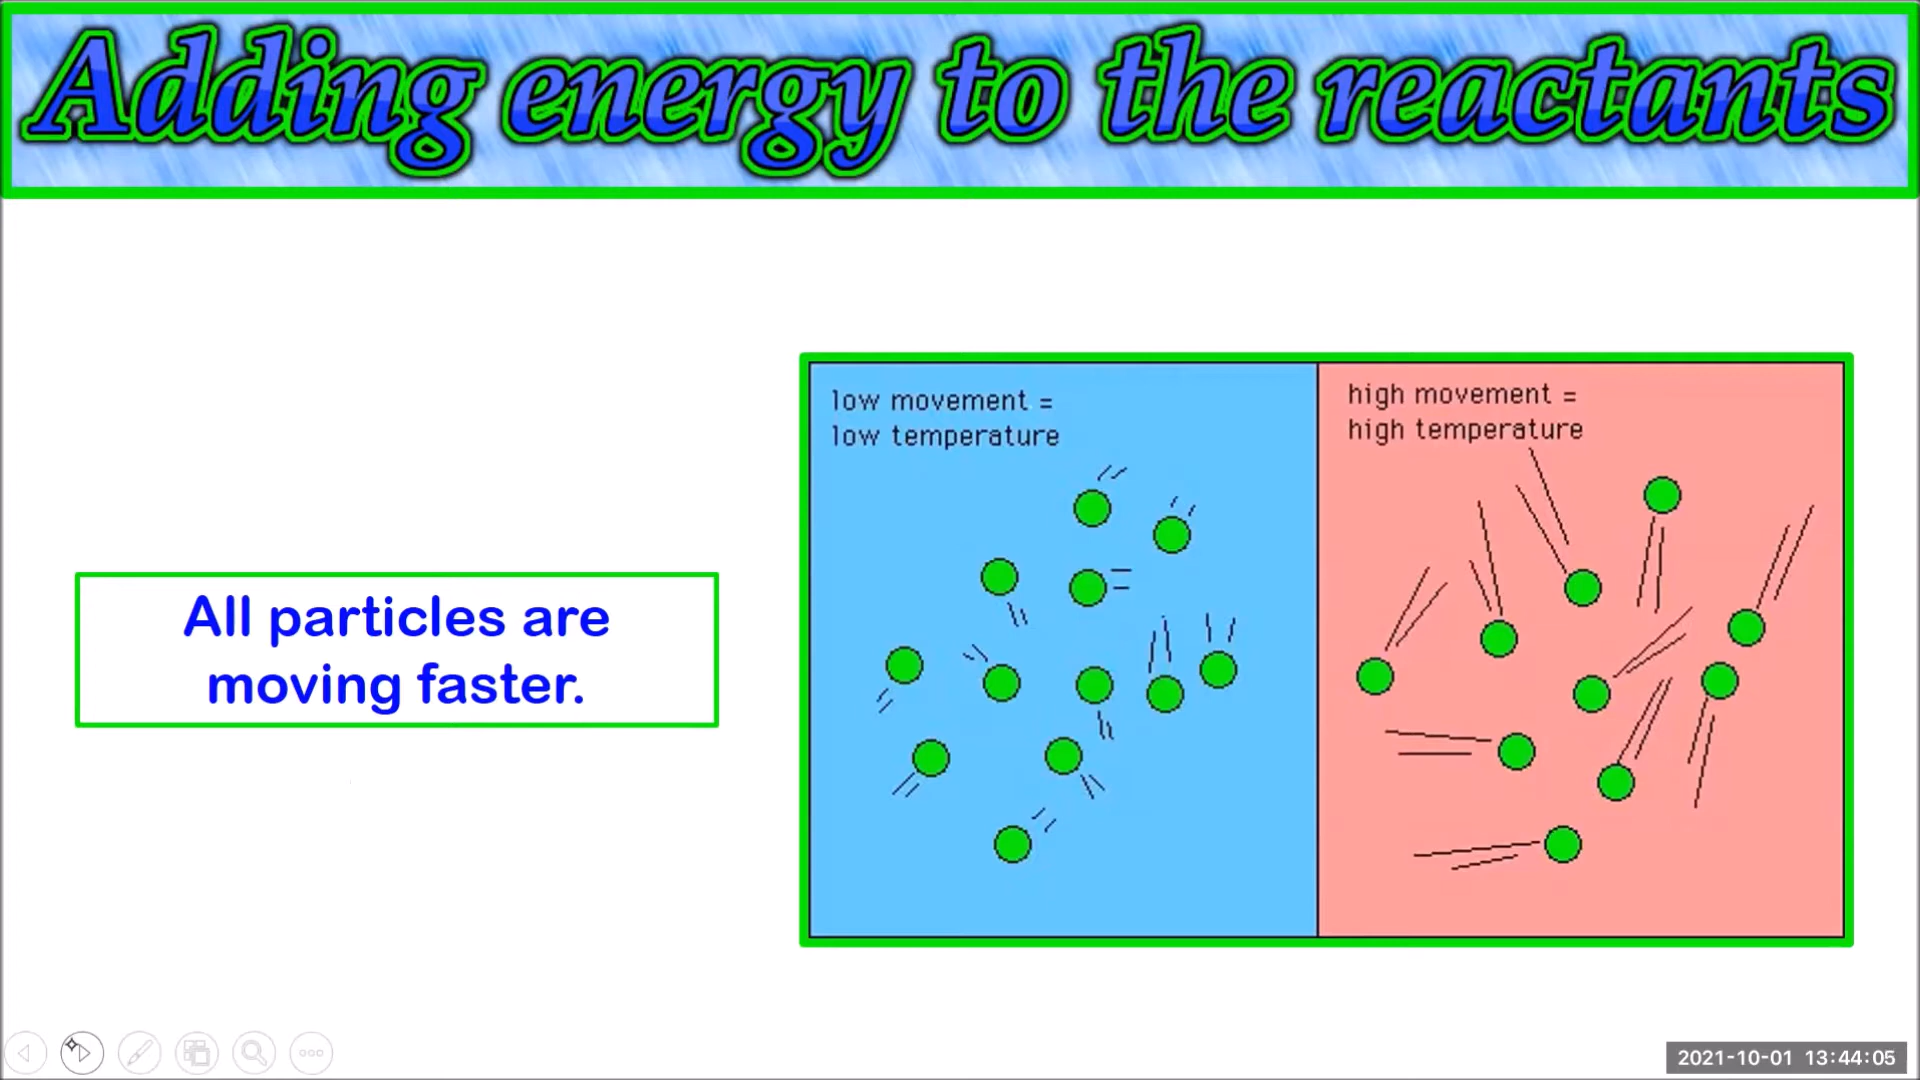 Adding energy to the reactants
low movement =
low temperature
high movement =
high temperature
All particles are
moving faster.
2021-10-01 13:44:05